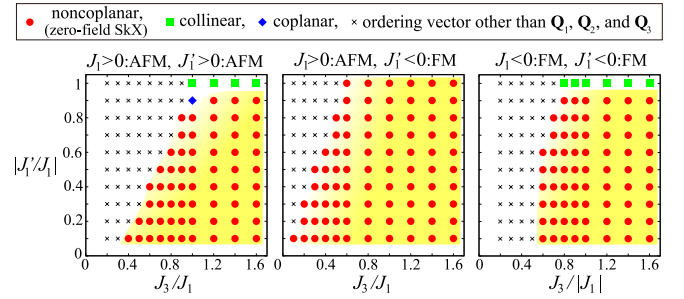 noncoplanar, collinear, coplanar, ordering vector other than Q₁, Q₂, and Q₃
(zero-field SkX)
J₁>0:AFM, J₁′>0:AFM J₁>0:AFM, J₁′<0:FM J₁<0:FM, J₁′<0:FM
1
0.8
0.6
|J₁′/J₁|
0.4
0.2
0
0 0.4 0.8 1.2 1.6 0 0.4 0.8 1.2 1.6 0 0.4 0.8 1.2 1.6
J₃/J₁ J₃/J₁ J₃/|J₁|